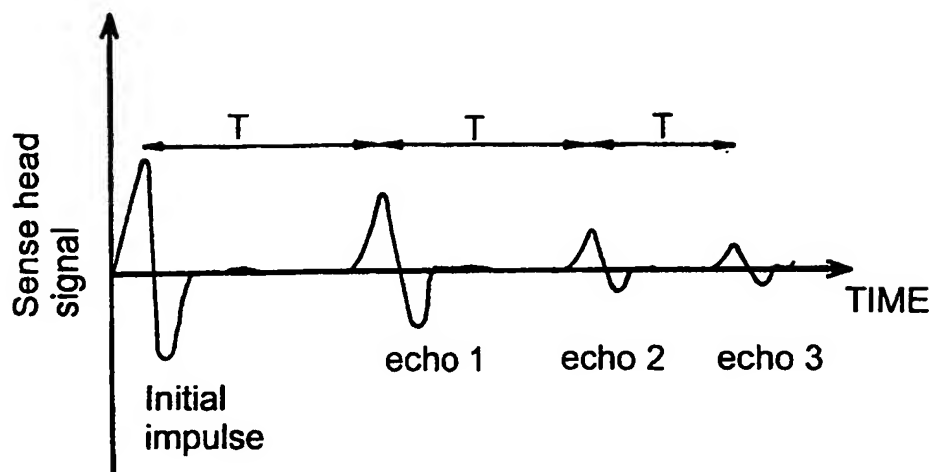 T
T
T
Sense head
signal
TIME
echo 1
echo 2
echo 3
Initial
impulse